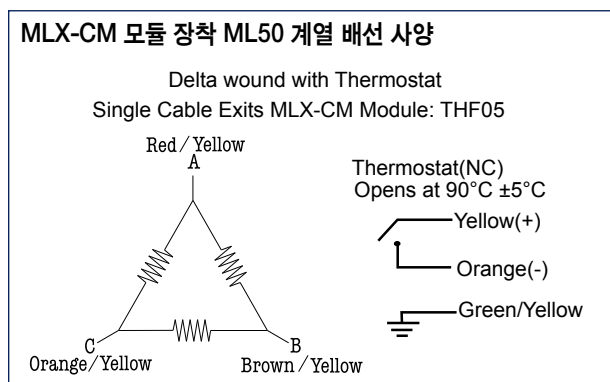 MLX-CM 모듈 장착 ML50 계열 배선 사양
Delta wound with Thermostat
Single Cable Exits MLX-CM Module: THF05
Red/Yellow
A
C
Orange/Yellow
B
Brown/Yellow
Thermostat(NC)
Opens at 90°C ±5°C
Yellow(+)
Orange(-)
Green/Yellow